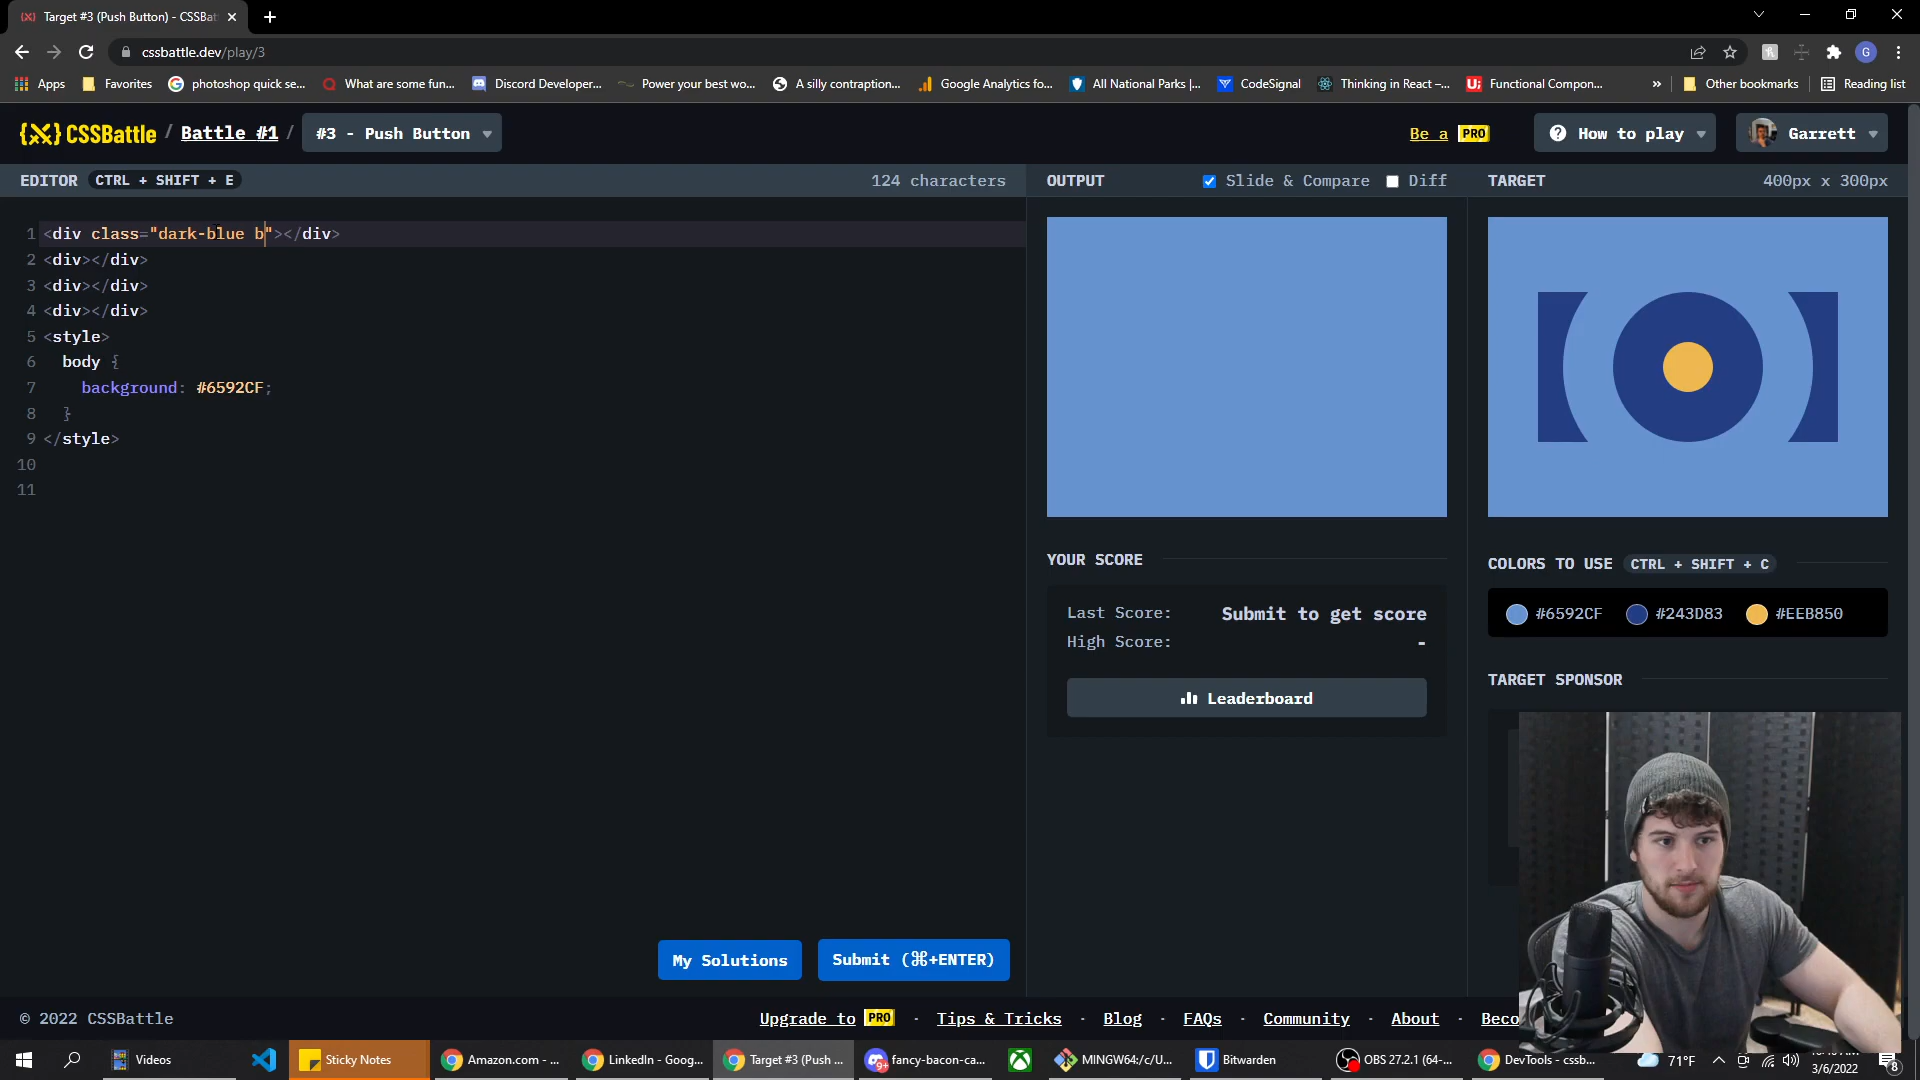 Target #3 (Push Button) - CSSBat
cssbattle.dev/play/3
G
Apps
Favorites
photoshop quick se...
What are some fun...
Discord Developer...
Power your best wo...
A silly contraption...
Google Analytics fo...
All National Parks |...
CodeSignal
Thinking in React –...
Functional Compon...
»
Other bookmarks
Reading list
CSSBattle / Battle #1 / #3 - Push Button
Be a PRO
How to play
Garrett
EDITOR CTRL + SHIFT + E 124 characters
OUTPUT Slide & Compare Diff
TARGET 400px x 300px
1 <div class="dark-blue b"></div>
2 <div></div>
3 <div></div>
4 <div></div>
5 <style>
6 body {
7 background: #6592CF;
8 }
9 </style>
10
11
YOUR SCORE
Last Score: Submit to get score
High Score: -
Leaderboard
COLORS TO USE CTRL + SHIFT + C
#6592CF #243D83 #EEB850
TARGET SPONSOR
My Solutions
Submit (⌘+ENTER)
© 2022 CSSBattle
Upgrade to PRO · Tips & Tricks · Blog · FAQs · Community · About · Beco
Videos
Sticky Notes
Amazon.com - ...
LinkedIn - Goog...
Target #3 (Push ...
9+
fancy-bacon-ca...
MINGW64:/c/U...
Bitwarden
OBS 27.2.1 (64-...
DevTools - cssb...
71°F
3/6/2022
8